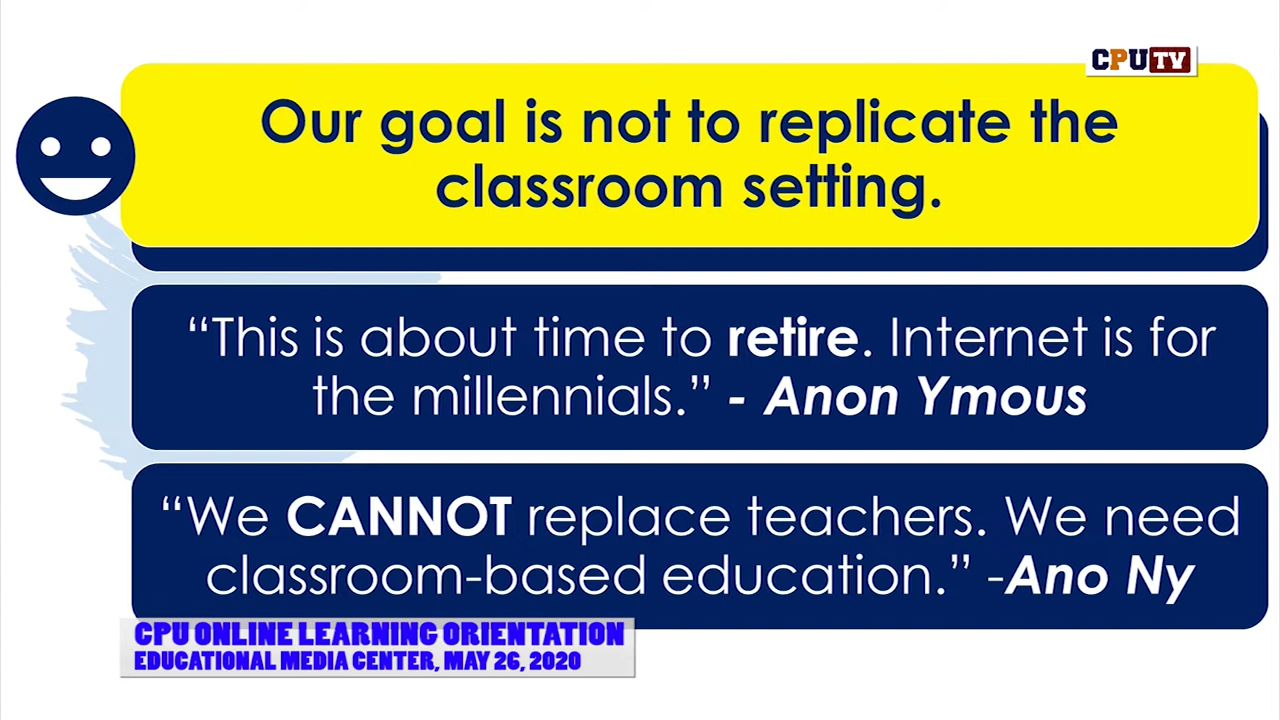 CPUTV
Our goal is not to replicate the
classroom setting.
“This is about time to retire. Internet is for
the millennials.” - Anon Ymous
“We CANNOT replace teachers. We need
classroom-based education.” -Ano Ny
CPU ONLINE LEARNING ORIENTATION
EDUCATIONAL MEDIA CENTER, MAY 26, 2020